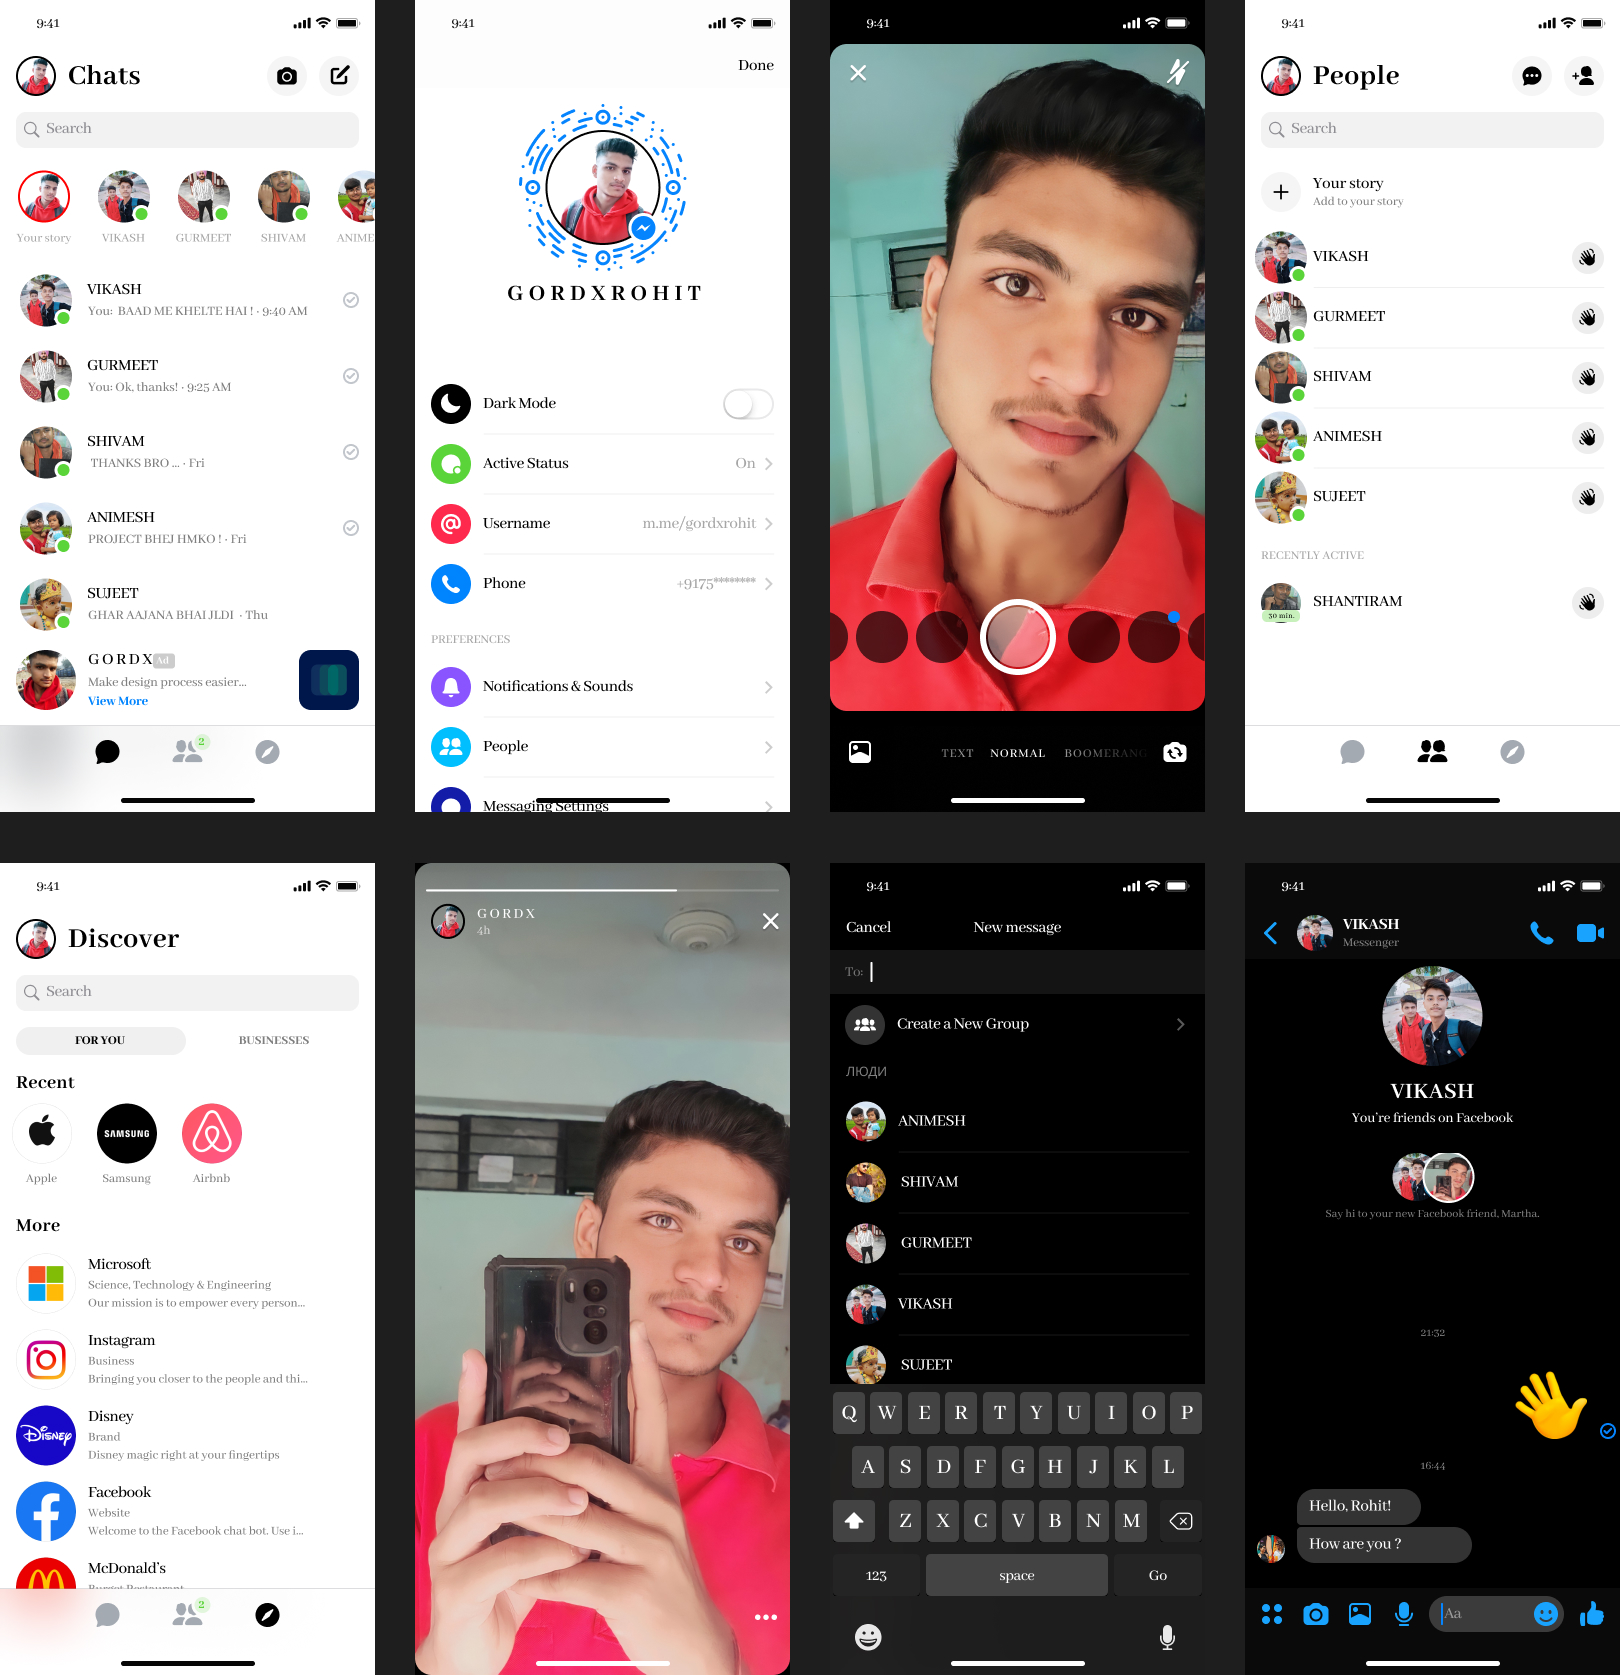 9:41
Chats
Search
Your story
VIKASH
GURMEET
SHIVAM
ANIME
VIKASH
You: BAAD ME KHELTE HAI ! · 9:40 AM
GURMEET
You: Ok, thanks! · 9:25 AM
SHIVAM
THANKS BRO ... · Fri
ANIMESH
PROJECT BHEJ HMKO ! · Fri
SUJEET
GHAR AAJANA BHAI JLDI · Thu
GORDX Ad
Make design process easier...
View More
2
9:41
Done
GORDXROHIT
Dark Mode
Active Status On
Username m.me/gordxrohit
Phone +9175********
PREFERENCES
Notifications & Sounds
People
Messaging Settings
9:41
TEXT NORMAL BOOMERANG
9:41
People
Search
Your story
Add to your story
VIKASH
GURMEET
SHIVAM
ANIMESH
SUJEET
RECENTLY ACTIVE
SHANTIRAM
30 min.
9:41
Discover
Search
FOR YOU BUSINESSES
Recent
SAMSUNG
Apple Samsung Airbnb
More
Microsoft
Science, Technology & Engineering
Our mission is to empower every person...
Instagram
Business
Bringing you closer to the people and thi...
Disney
Disney
Brand
Disney magic right at your fingertips
Facebook
Website
Welcome to the Facebook chat bot. Use i...
McDonald's
Burget Restaurant
2
GORDX
4h
9:41
Cancel New message
To:
Create a New Group
ЛЮДИ
ANIMESH
SHIVAM
GURMEET
VIKASH
SUJEET
Q W E R T Y U I O P
A S D F G H J K L
Z X C V B N M
123 space Go
9:41
VIKASH
Messenger
VIKASH
You're friends on Facebook
Say hi to your new Facebook friend, Martha.
21:32
16:44
Hello, Rohit!
How are you ?
Aa